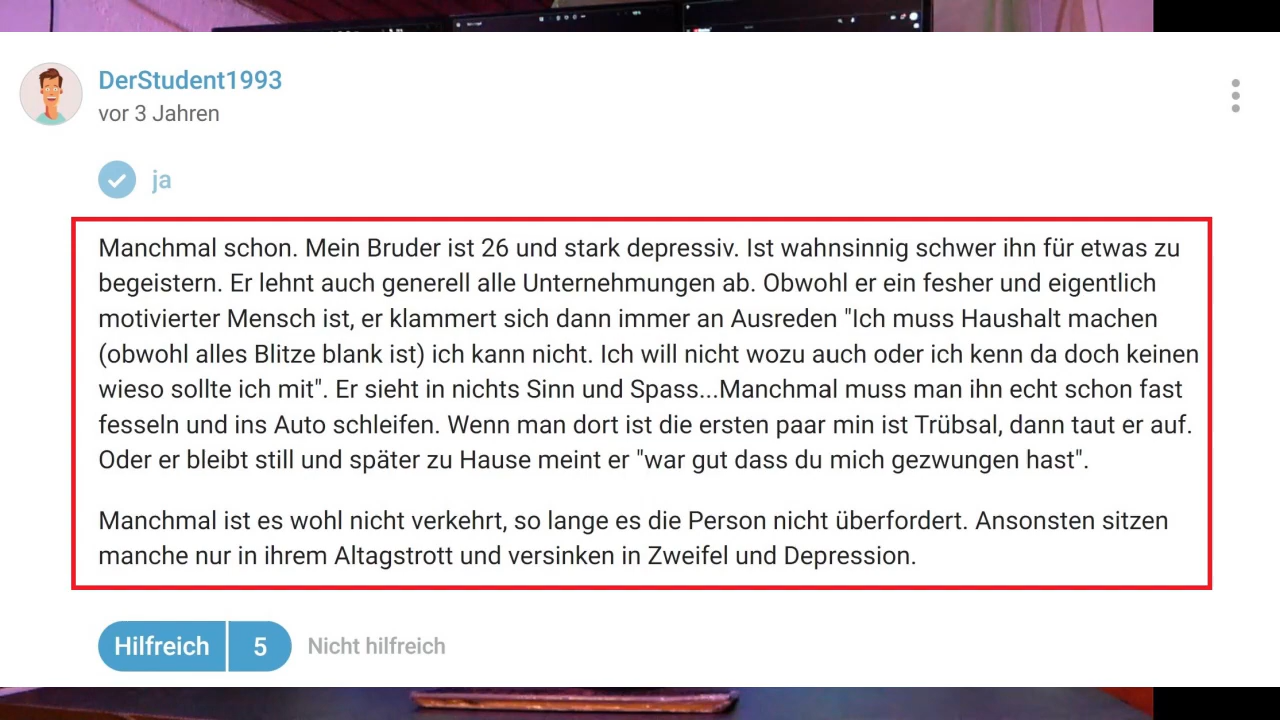 DerStudent1993
vor 3 Jahren
ja
Manchmal schon. Mein Bruder ist 26 und stark depressiv. Ist wahnsinnig schwer ihn für etwas zu
begeistern. Er lehnt auch generell alle Unternehmungen ab. Obwohl er ein fesher und eigentlich
motivierter Mensch ist, er klammert sich dann immer an Ausreden "Ich muss Haushalt machen
(obwohl alles Blitze blank ist) ich kann nicht. Ich will nicht wozu auch oder ich kenn da doch keinen
wieso sollte ich mit". Er sieht in nichts Sinn und Spass...Manchmal muss man ihn echt schon fast
fesseln und ins Auto schleifen. Wenn man dort ist die ersten paar min ist Trübsal, dann taut er auf.
Oder er bleibt still und später zu Hause meint er "war gut dass du mich gezwungen hast".
Manchmal ist es wohl nicht verkehrt, so lange es die Person nicht überfordert. Ansonsten sitzen
manche nur in ihrem Altagstrott und versinken in Zweifel und Depression.
Hilfreich 5 Nicht hilfreich